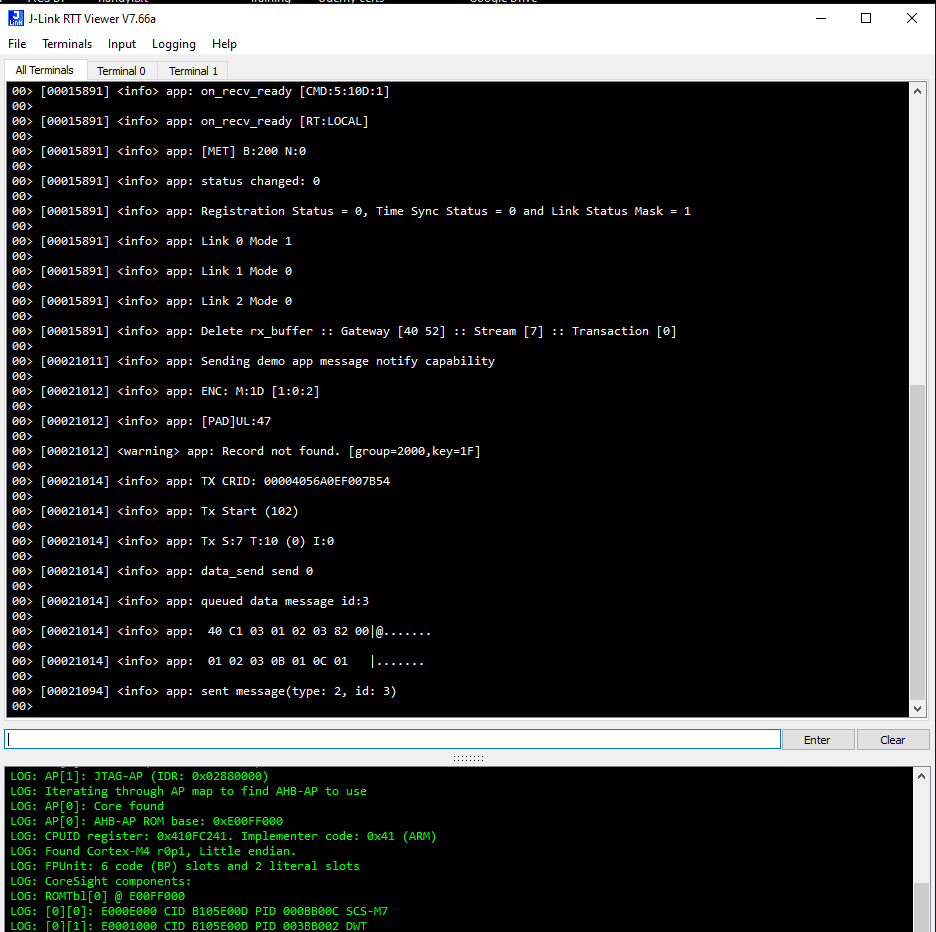 J-Link RTT Viewer V7.66a
File Terminals Input Logging Help
All Terminals Terminal 0 Terminal 1
00> [00015891] <info> app: on_recv_ready [CMD:5:10D:1]
00>
00> [00015891] <info> app: on_recv_ready [RT:LOCAL]
00>
00> [00015891] <info> app: [MET] B:200 N:0
00>
00> [00015891] <info> app: status changed: 0
00>
00> [00015891] <info> app: Registration Status = 0, Time Sync Status = 0 and Link Status Mask = 1
00>
00> [00015891] <info> app: Link 0 Mode 1
00>
00> [00015891] <info> app: Link 1 Mode 0
00>
00> [00015891] <info> app: Link 2 Mode 0
00>
00> [00015891] <info> app: Delete rx_buffer :: Gateway [40 52] :: Stream [7] :: Transaction [0]
00>
00> [00021011] <info> app: Sending demo app message notify capability
00>
00> [00021012] <info> app: ENC: M:1D [1:0:2]
00>
00> [00021012] <info> app: [PAD]UL:47
00>
00> [00021012] <warning> app: Record not found. [group=2000,key=1F]
00>
00> [00021014] <info> app: TX CRID: 00004056A0EF007B54
00>
00> [00021014] <info> app: Tx Start (102)
00>
00> [00021014] <info> app: Tx S:7 T:10 (0) I:0
00>
00> [00021014] <info> app: data_send send 0
00>
00> [00021014] <info> app: queued data message id:3
00>
00> [00021014] <info> app:  40 C1 03 01 02 03 82 00|@.......
00>
00> [00021014] <info> app:  01 02 03 0B 01 0C 01   |.......
00>
00> [00021094] <info> app: sent message(type: 2, id: 3)
00>
Enter Clear
LOG: AP[1]: JTAG-AP (IDR: 0x02880000)
LOG: Iterating through AP map to find AHB-AP to use
LOG: AP[0]: Core found
LOG: AP[0]: AHB-AP ROM base: 0xE00FF000
LOG: CPUID register: 0x410FC241. Implementer code: 0x41 (ARM)
LOG: Found Cortex-M4 r0p1, Little endian.
LOG: FPUnit: 6 code (BP) slots and 2 literal slots
LOG: CoreSight components:
LOG: ROMTbl[0] @ E00FF000
LOG: [0][0]: E000E000 CID B105E00D PID 000BB00C SCS-M7
LOG: [0][1]: E0001000 CID B105E00D PID 003BB002 DWT